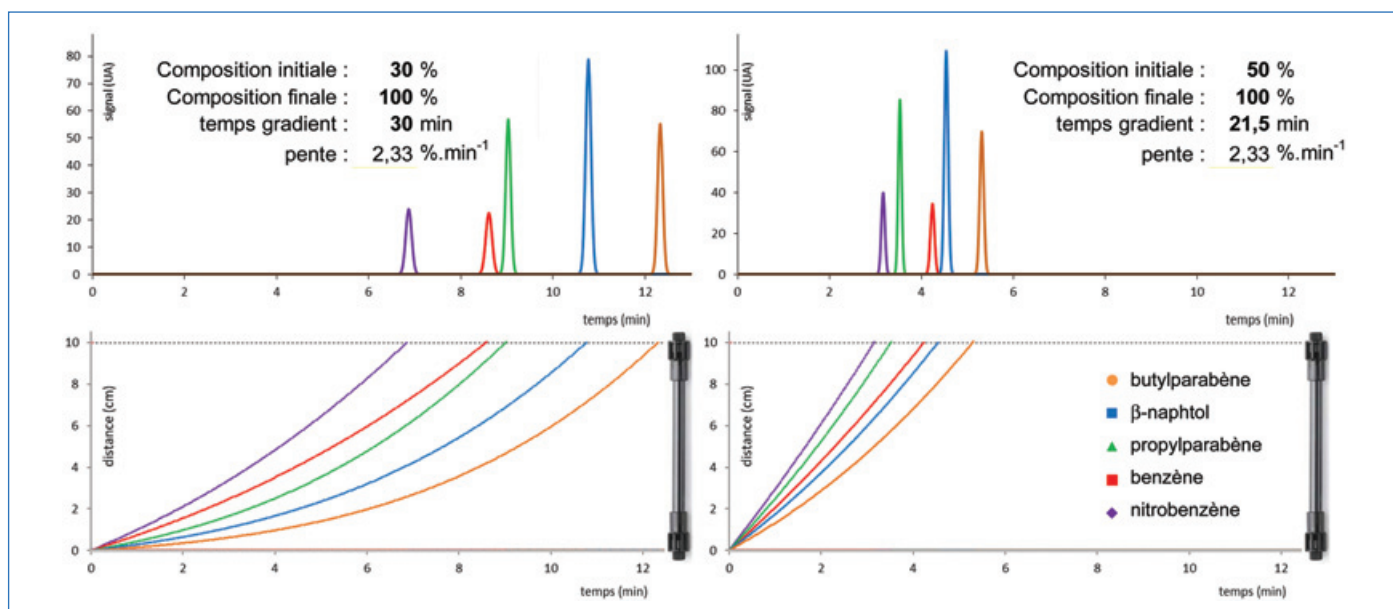 signal (UA)
80
70
60
50
40
30
20
10
0
Composition initiale : 30 %
Composition finale : 100 %
temps gradient : 30 min
pente : 2,33 %.min⁻¹
0 2 4 6 8 10 12
temps (min)
signal (UA)
100
80
60
40
20
0
Composition initiale : 50 %
Composition finale : 100 %
temps gradient : 21,5 min
pente : 2,33 %.min⁻¹
0 2 4 6 8 10 12
temps (min)
distance (cm)
10
8
6
4
2
0
0 2 4 6 8 10 12
temps (min)
distance (cm)
10
8
6
4
2
0
butylparabène
β-naphtol
propylparabène
benzène
nitrobenzène
0 2 4 6 8 10 12
temps (min)